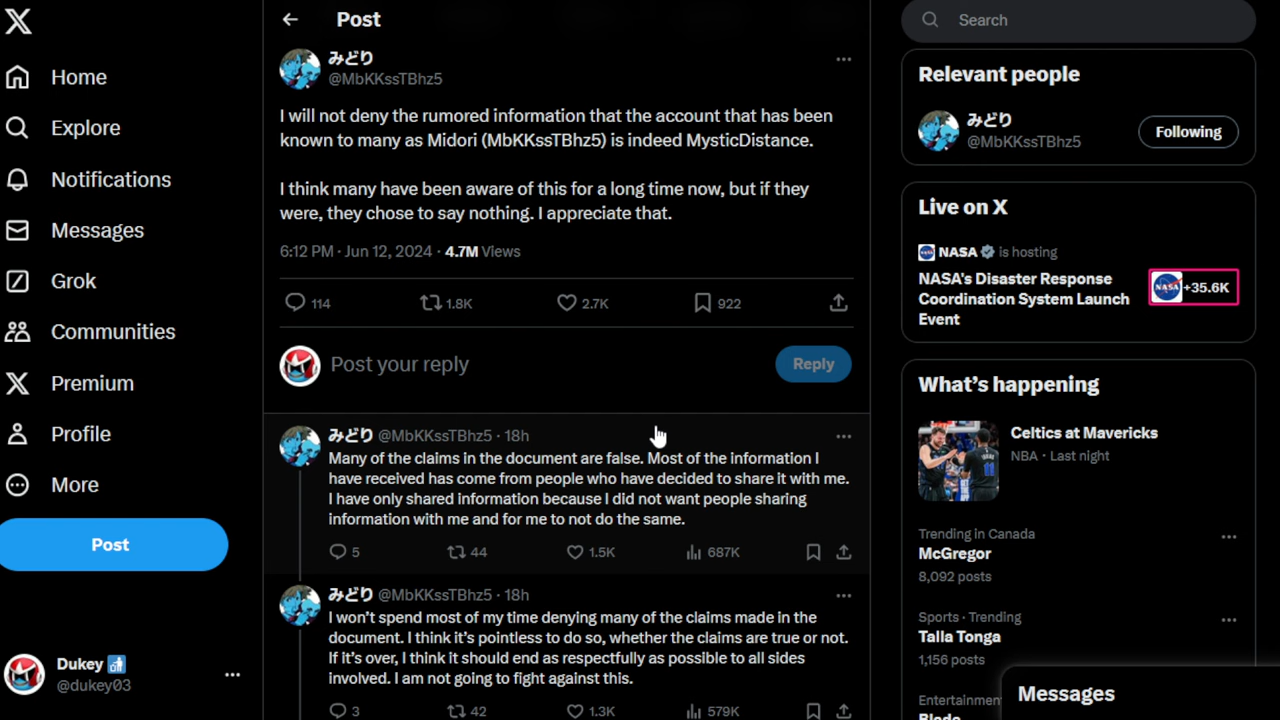 Home
Explore
Notifications
Messages
Grok
Communities
Premium
Profile
More
Post
Dukey
@dukey03
Post
みどり
@MbKKssTBhz5
I will not deny the rumored information that the account that has been
known to many as Midori (MbKKssTBhz5) is indeed MysticDistance.
I think many have been aware of this for a long time now, but if they
were, they chose to say nothing. I appreciate that.
6:12 PM · Jun 12, 2024 · 4.7M Views
114 1.8K 2.7K 922
Post your reply Reply
みどり @MbKKssTBhz5 · 18h
Many of the claims in the document are false. Most of the information I
have received has come from people who have decided to share it with me.
I have only shared information because I did not want people sharing
information with me and for me to not do the same.
5 44 1.5K 687K
みどり @MbKKssTBhz5 · 18h
I won't spend most of my time denying many of the claims made in the
document. I think it's pointless to do so, whether the claims are true or not.
If it's over, I think it should end as respectfully as possible to all sides
involved. I am not going to fight against this.
3 42 1.3K 579K
Search
Relevant people
みどり
@MbKKssTBhz5
Following
Live on X
NASA is hosting
NASA's Disaster Response
Coordination System Launch
Event
NASA +35.6K
What's happening
Celtics at Mavericks
NBA · Last night
Trending in Canada
McGregor
8,092 posts
Sports · Trending
Talla Tonga
1,156 posts
Entertainmen
Messages